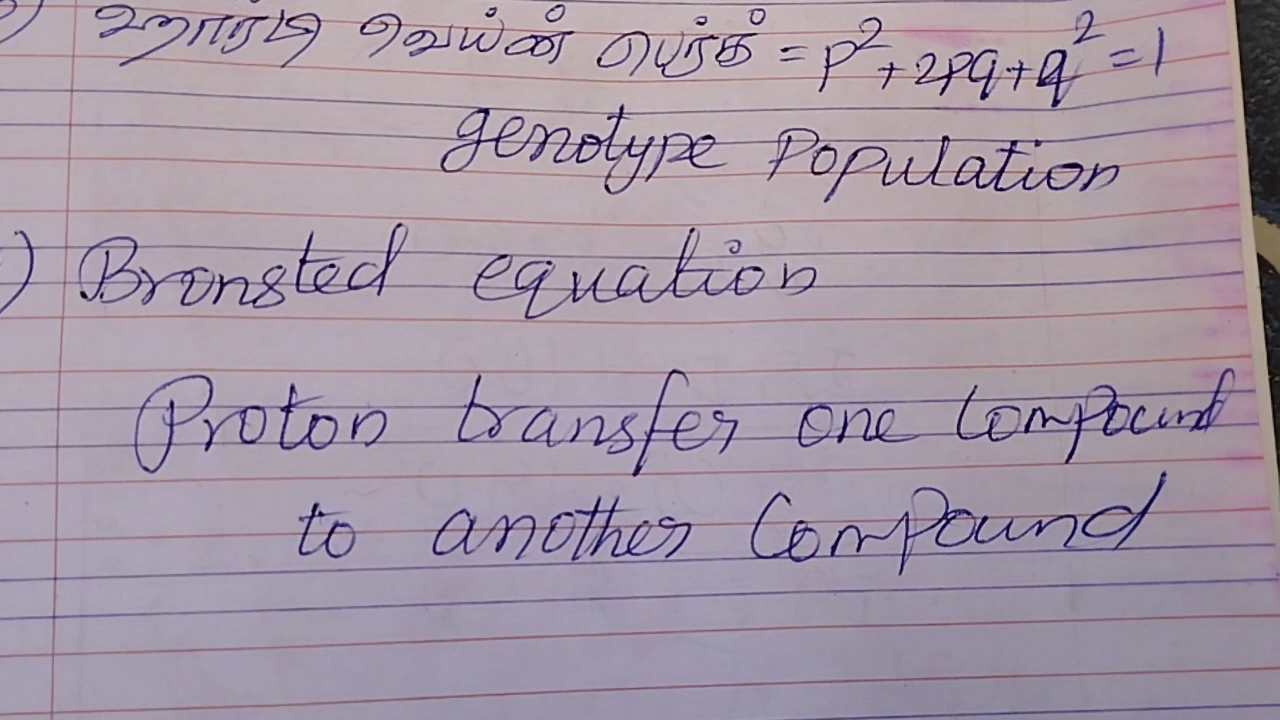 ) ஹார்டி வெய்ன் பெர்க் = p² + 2pq + q² = 1
genotype Population
) Bronsted equation
Proton transfer one Compound
to another Compound